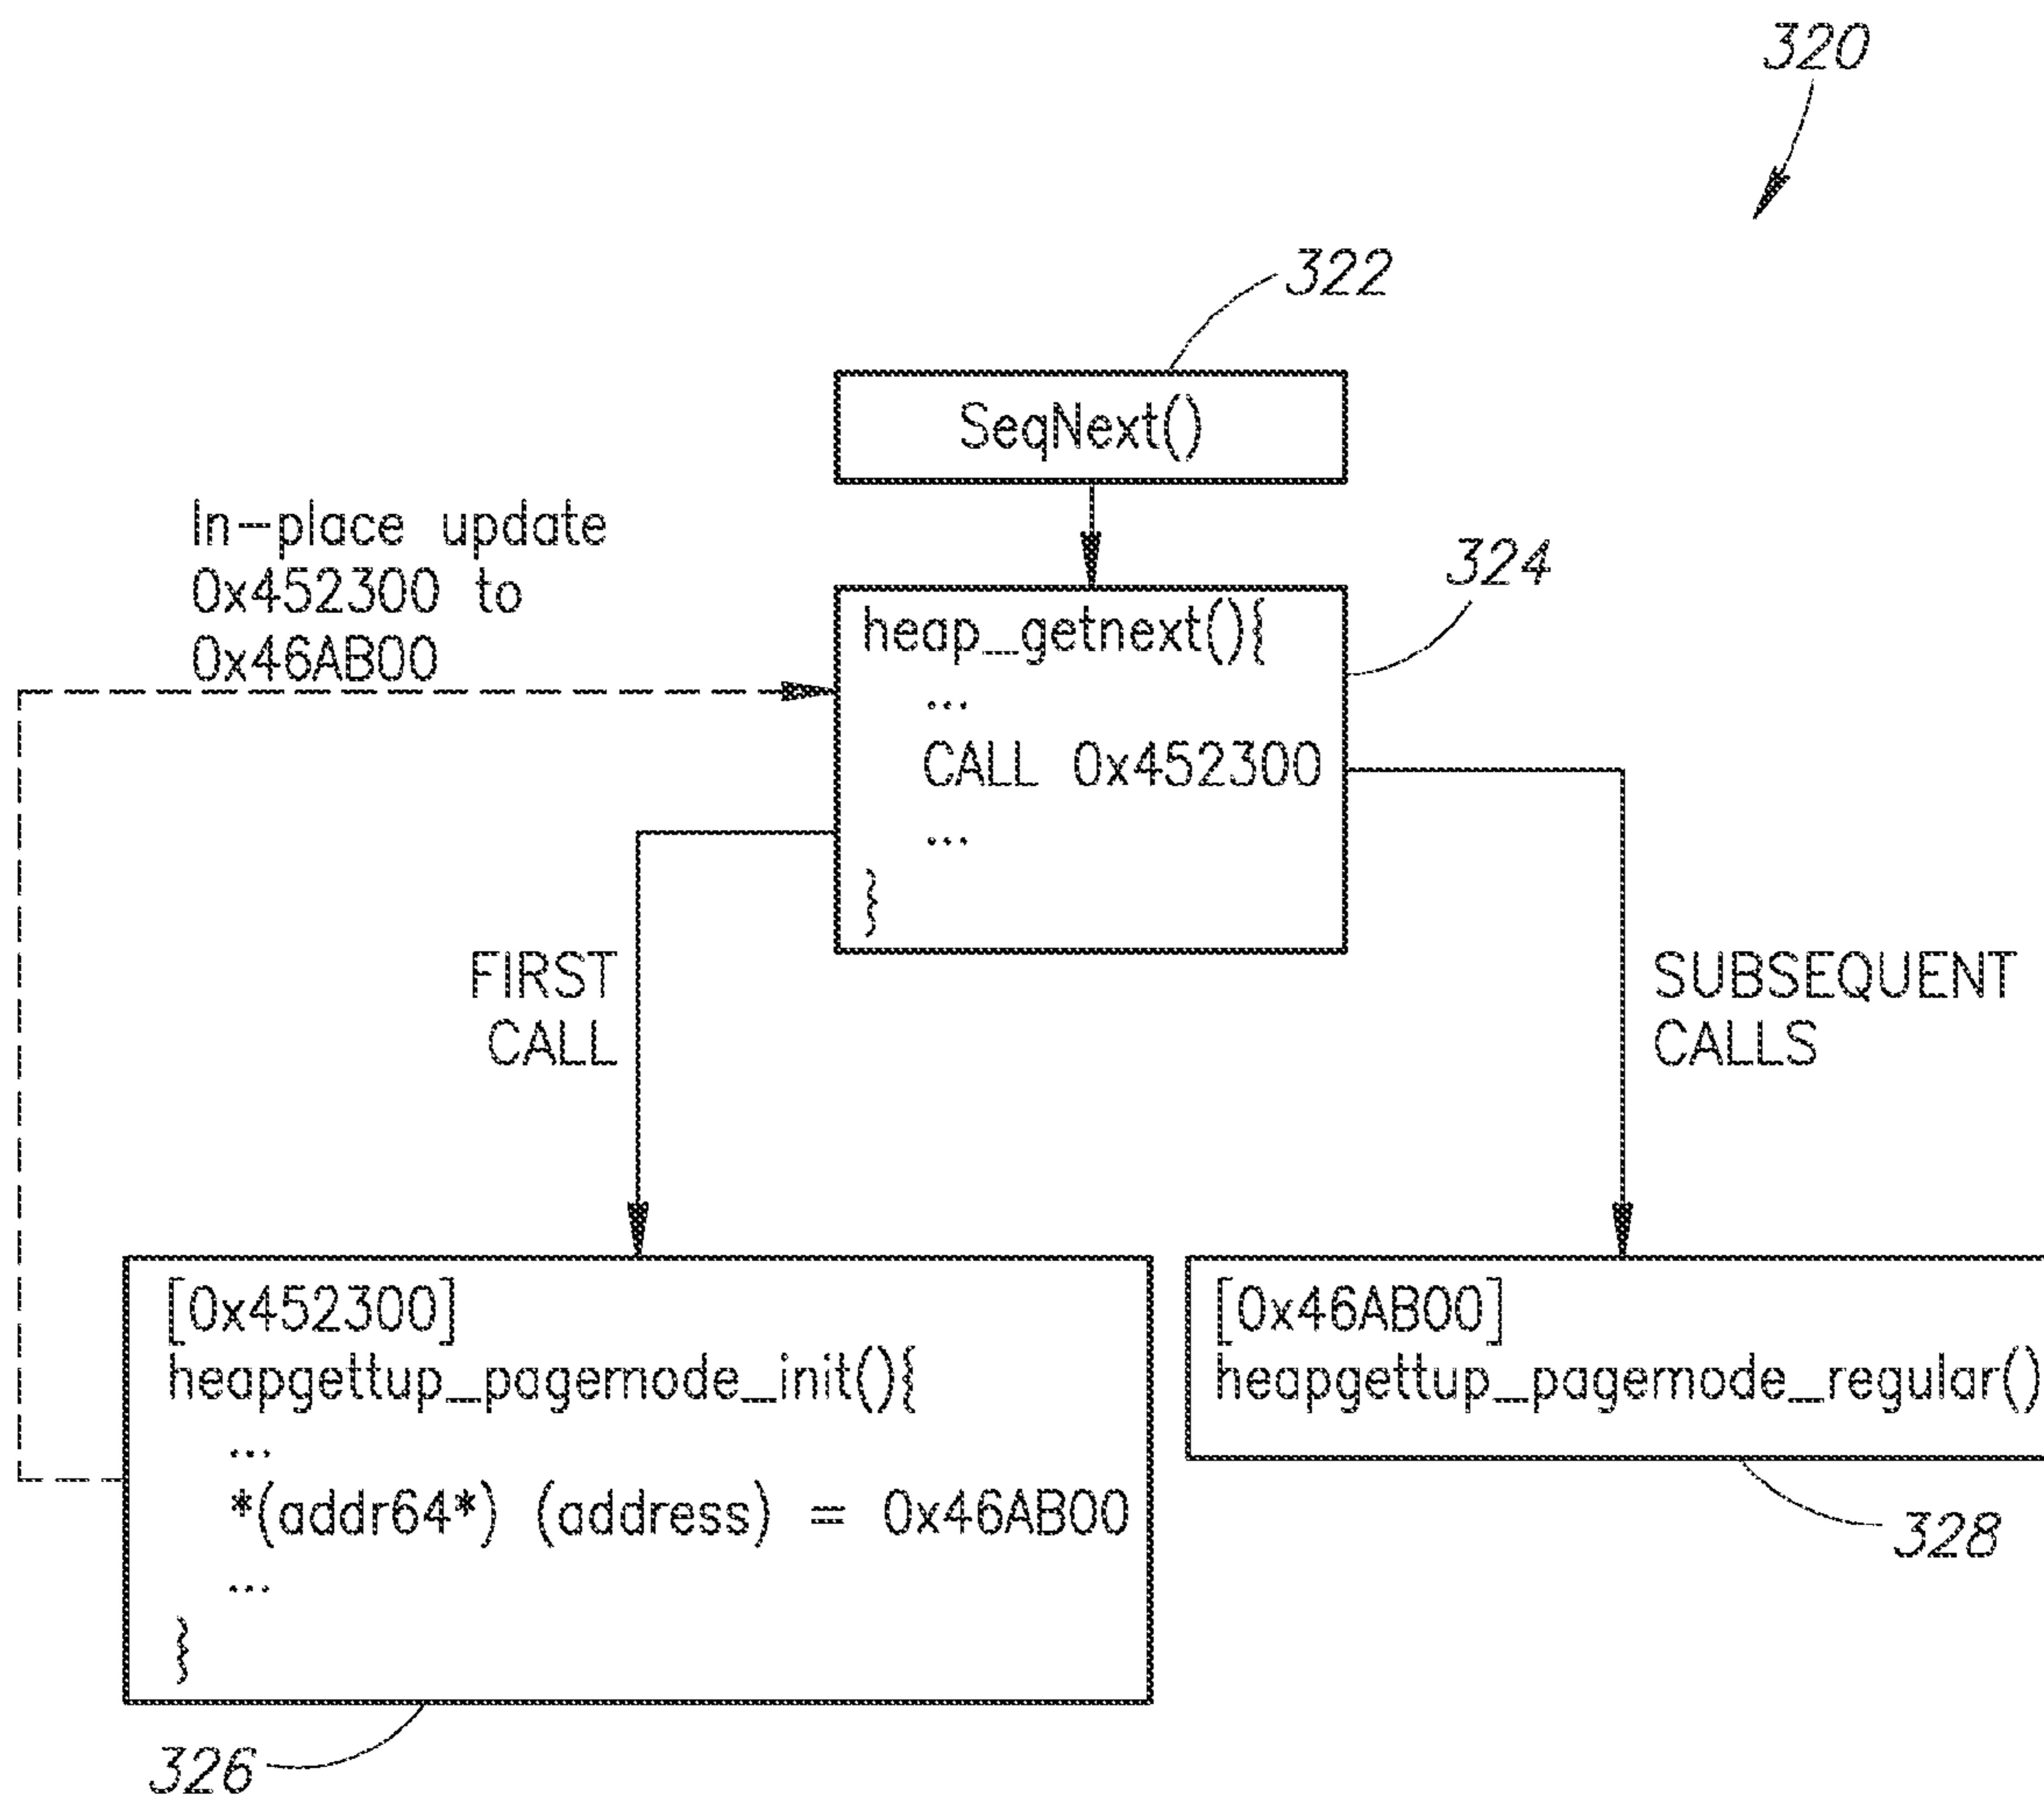 320
322
SeqNext()
In-place update
0x452300 to
0x46AB00
324
heap_getnext(){
...
CALL 0x452300
...
}
FIRST
CALL
SUBSEQUENT
CALLS
[0x452300]
heapgettup_pagemode_init(){
...
*(addr64*) (address) = 0x46AB00
...
}
326
[0x46AB00]
heapgettup_pagemode_regular()
328